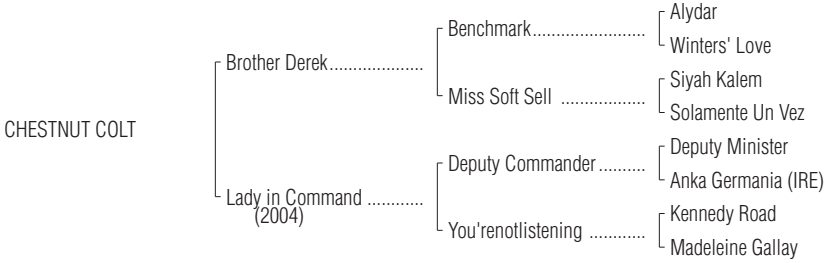 Alydar
Benchmark..............................
Winters' Love
Brother Derek.....................
Siyah Kalem
Miss Soft Sell ...................
Solamente Un Vez
CHESTNUT COLT
Deputy Minister
Deputy Commander..........
Anka Germania (IRE)
Lady in Command ............
(2004)
Kennedy Road
You'renotlistening .............
Madeleine Gallay